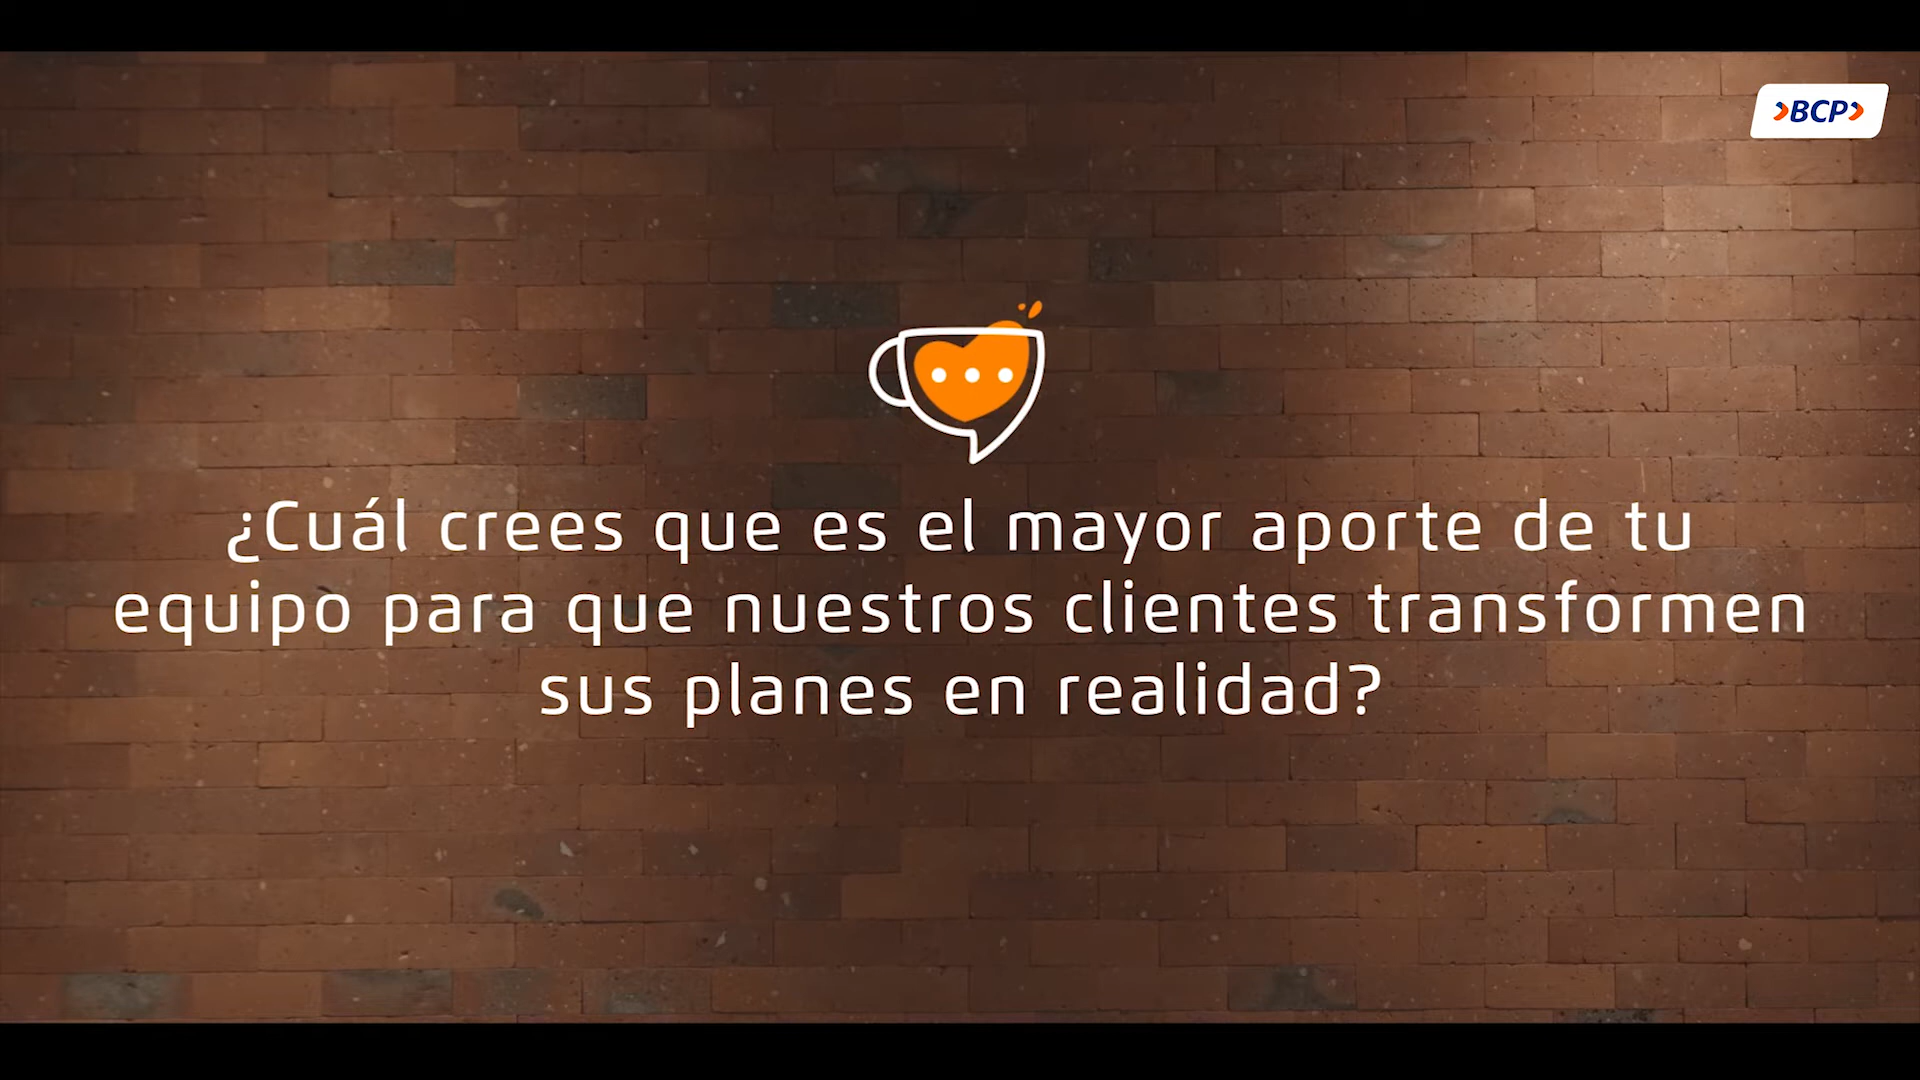 BCP
¿Cuál crees que es el mayor aporte de tu
equipo para que nuestros clientes transformen
sus planes en realidad?